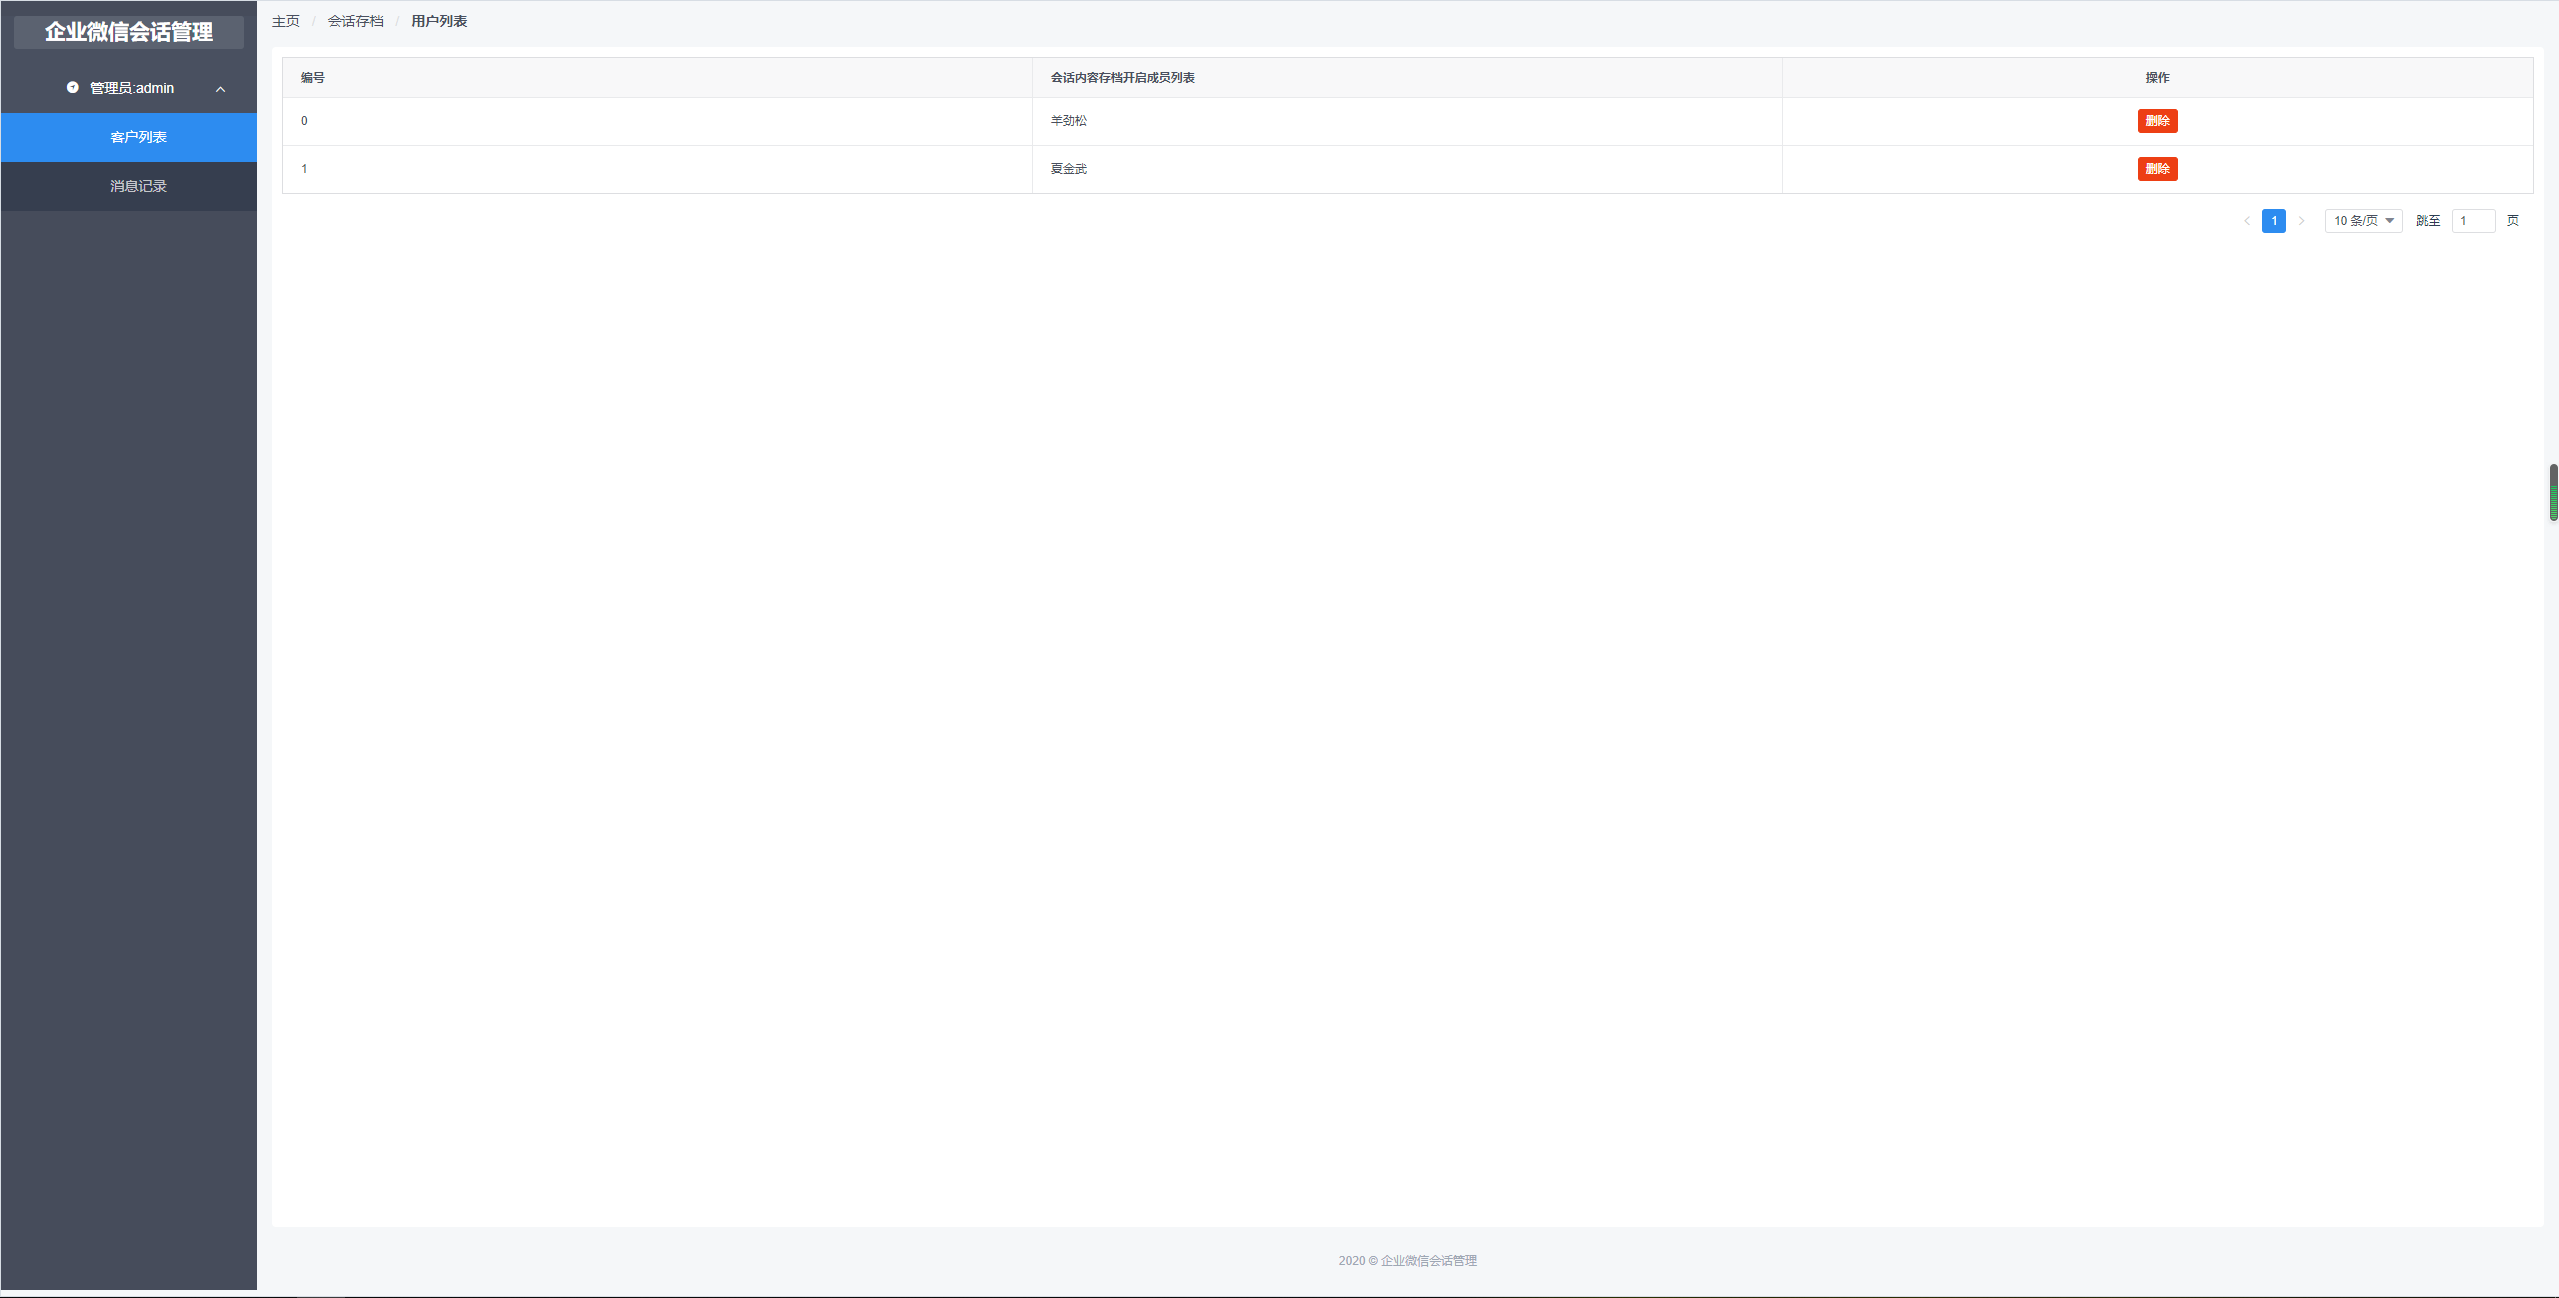 企业微信会话管理
管理员:admin
客户列表
消息记录
主页 / 会话存档 / 用户列表
编号 会话内容存档开启成员列表 操作
0 羊劲松 删除
1 夏金武 删除
1 10 条/页 跳至 1 页
2020 © 企业微信会话管理